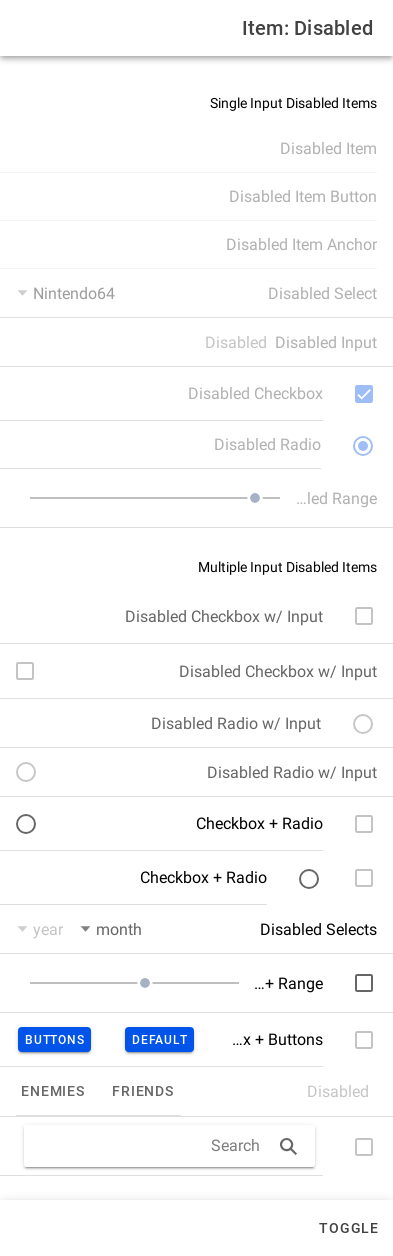 Item: Disabled
Single Input Disabled Items
Disabled Item
Disabled Item Button
Disabled Item Anchor
Disabled Select Nintendo64
Disabled Input Disabled
Disabled Checkbox
Disabled Radio
...led Range
Multiple Input Disabled Items
Disabled Checkbox w/ Input
Disabled Checkbox w/ Input
Disabled Radio w/ Input
Disabled Radio w/ Input
Checkbox + Radio
Checkbox + Radio
Disabled Selects month year
...+ Range
...x + Buttons DEFAULT BUTTONS
Disabled FRIENDS ENEMIES
Search
TOGGLE